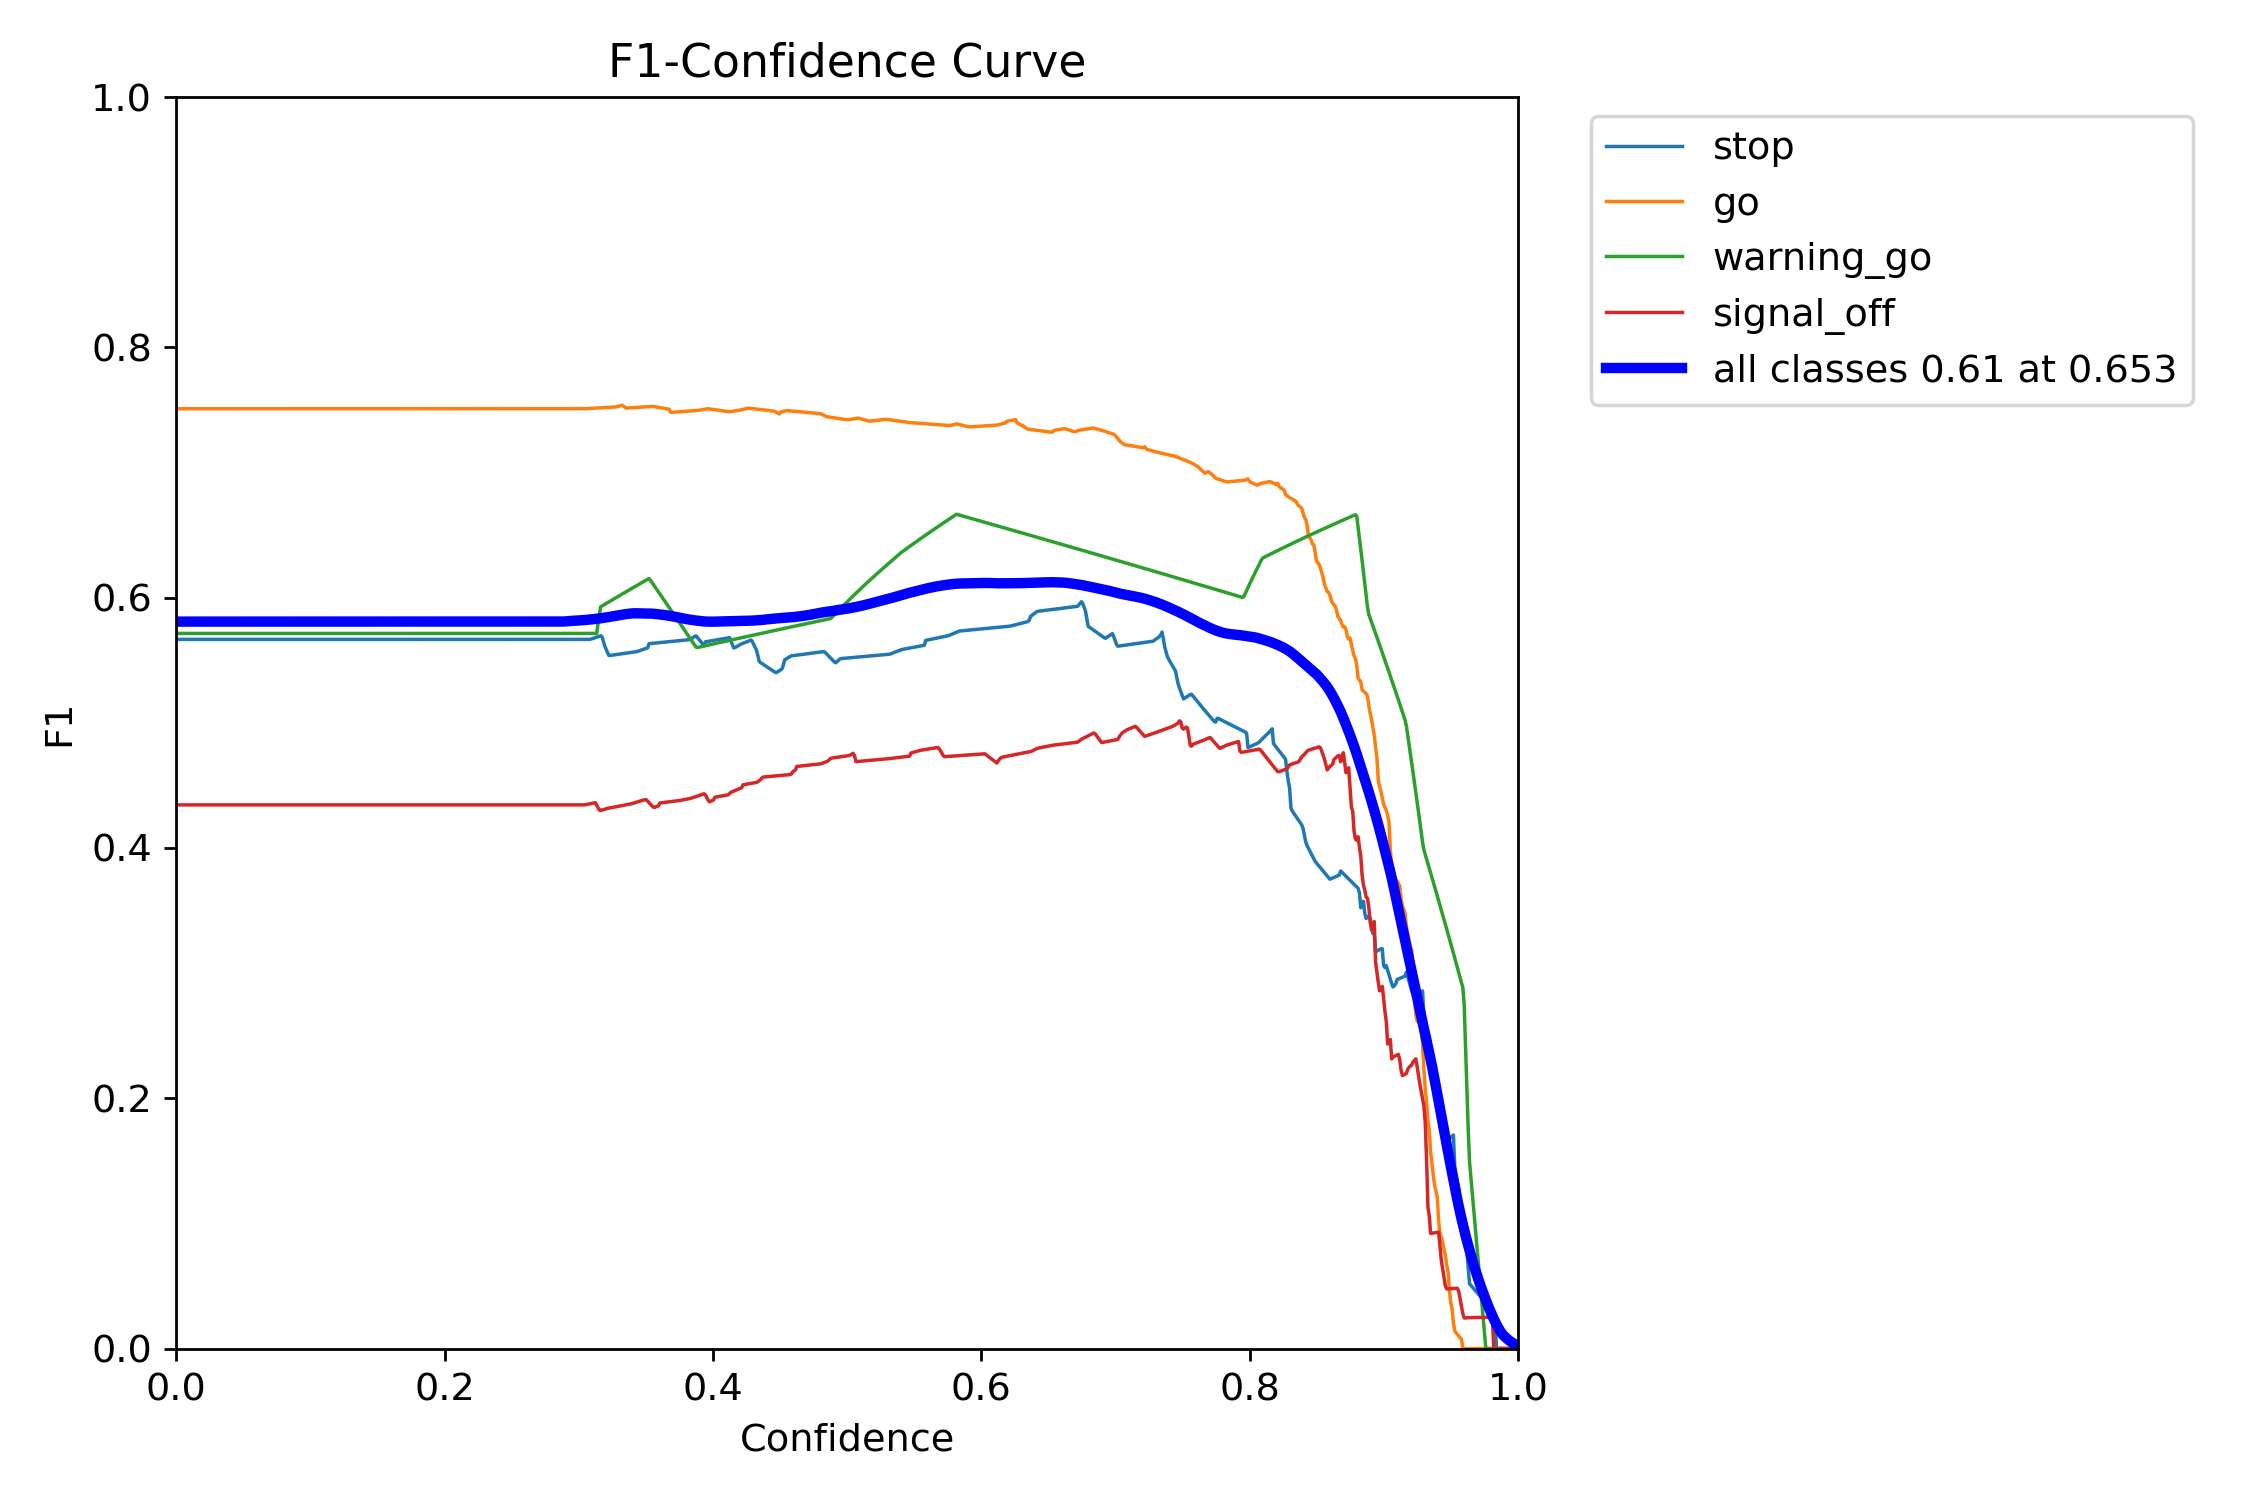 F1-Confidence Curve
1.0
0.8
0.6
0.4
0.2
0.0
F1
0.0 0.2 0.4 0.6 0.8 1.0
Confidence
stop
go
warning_go
signal_off
all classes 0.61 at 0.653